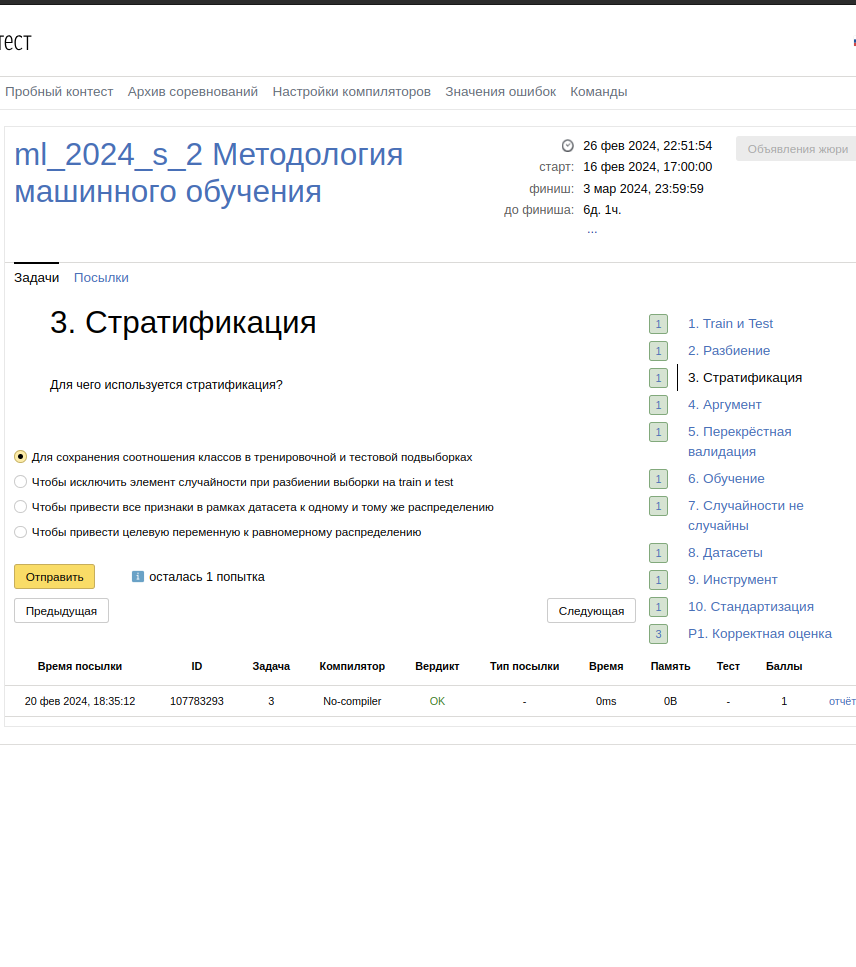 тест
Пробный контест Архив соревнований Настройки компиляторов Значения ошибок Команды
ml_2024_s_2 Методология
машинного обучения
26 фев 2024, 22:51:54
старт: 16 фев 2024, 17:00:00
финиш: 3 мар 2024, 23:59:59
до финиша: 6д. 1ч.
...
Объявления жюри
Задачи Посылки
3. Стратификация
Для чего используется стратификация?
Для сохранения соотношения классов в тренировочной и тестовой подвыборках
Чтобы исключить элемент случайности при разбиении выборки на train и test
Чтобы привести все признаки в рамках датасета к одному и тому же распределению
Чтобы привести целевую переменную к равномерному распределению
Отправить i осталась 1 попытка
Предыдущая Следующая
1 1. Train и Test
1 2. Разбиение
1 3. Стратификация
1 4. Аргумент
1 5. Перекрёстная
валидация
1 6. Обучение
1 7. Случайности не
случайны
1 8. Датасеты
1 9. Инструмент
1 10. Стандартизация
3 P1. Корректная оценка
Время посылки ID Задача Компилятор Вердикт Тип посылки Время Память Тест Баллы
20 фев 2024, 18:35:12 107783293 3 No-compiler OK - 0ms 0B - 1 отчёт